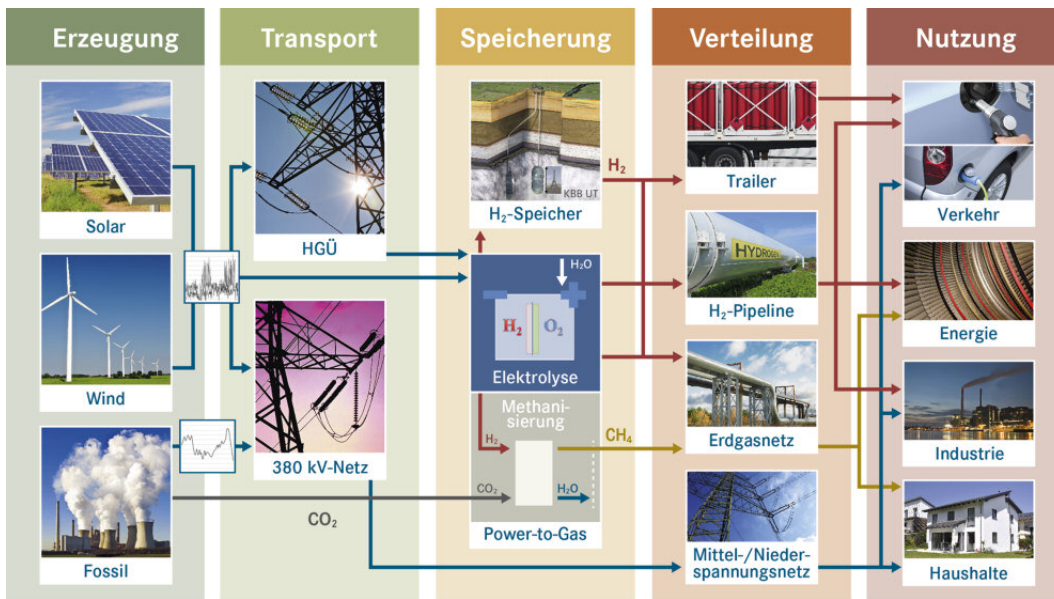 Erzeugung
Transport
Speicherung
Verteilung
Nutzung
Solar
Wind
Fossil
HGÜ
380 kV-Netz
CO₂
KBB UT
H₂-Speicher
H₂
H₂O
H₂
O₂
Elektrolyse
Methani-
sierung
H₂
CH₄
CO₂
H₂O
Power-to-Gas
Trailer
HYDROGEN
H₂-Pipeline
Erdgasnetz
Mittel-/Nieder-
spannungsnetz
Verkehr
Energie
Industrie
Haushalte